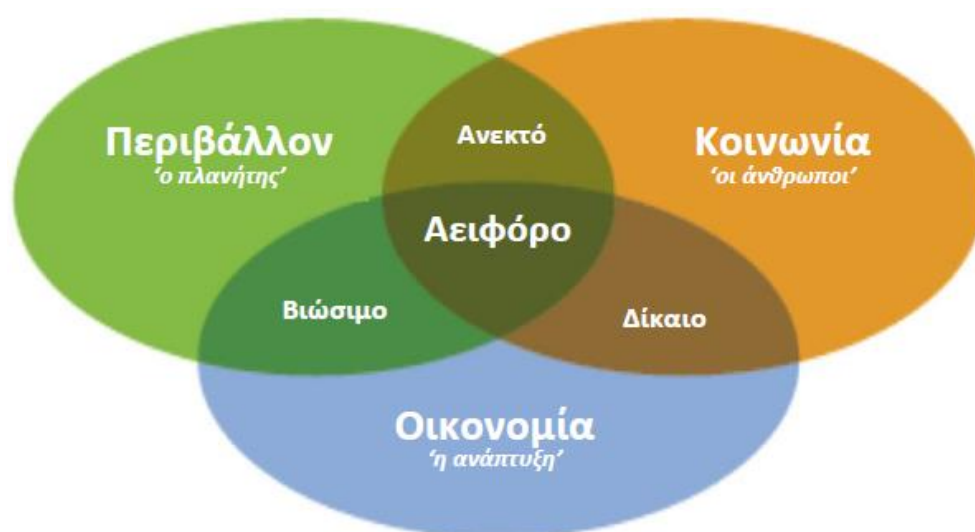 Περιβάλλον
‘ο πλανήτης’
Ανεκτό
Κοινωνία
‘οι άνθρωποι’
Αειφόρο
Βιώσιμο
Δίκαιο
Οικονομία
‘η ανάπτυξη’